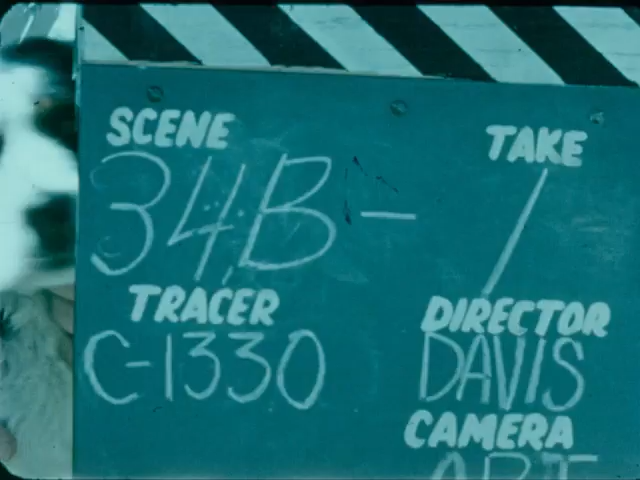 SCENE TAKE
34B - 1
TRACER DIRECTOR
C-1330 DAVIS
CAMERA